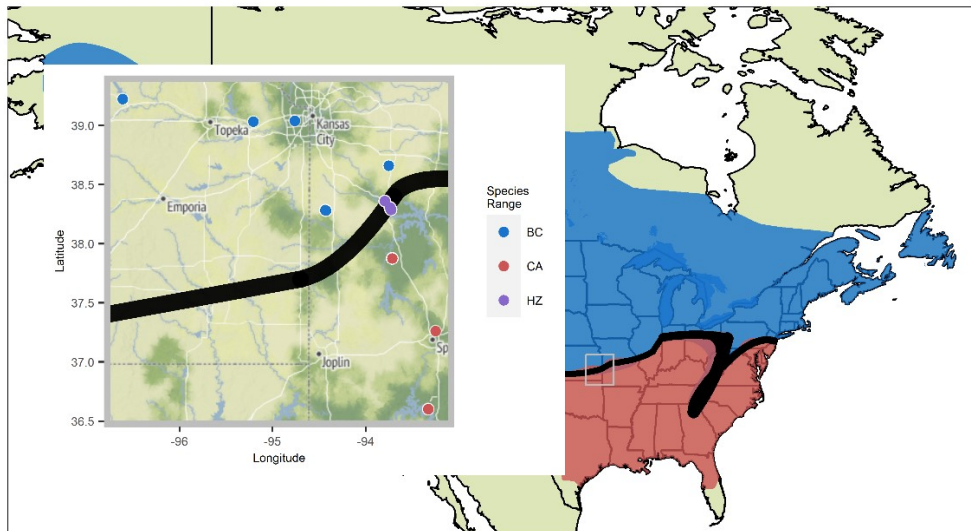 39.0
38.5
38.0
37.5
37.0
36.5
Latitude
-96
-95
-94
Longitude
Topeka
Kansas
City
Emporia
Joplin
Sp
Species
Range
BC
CA
HZ